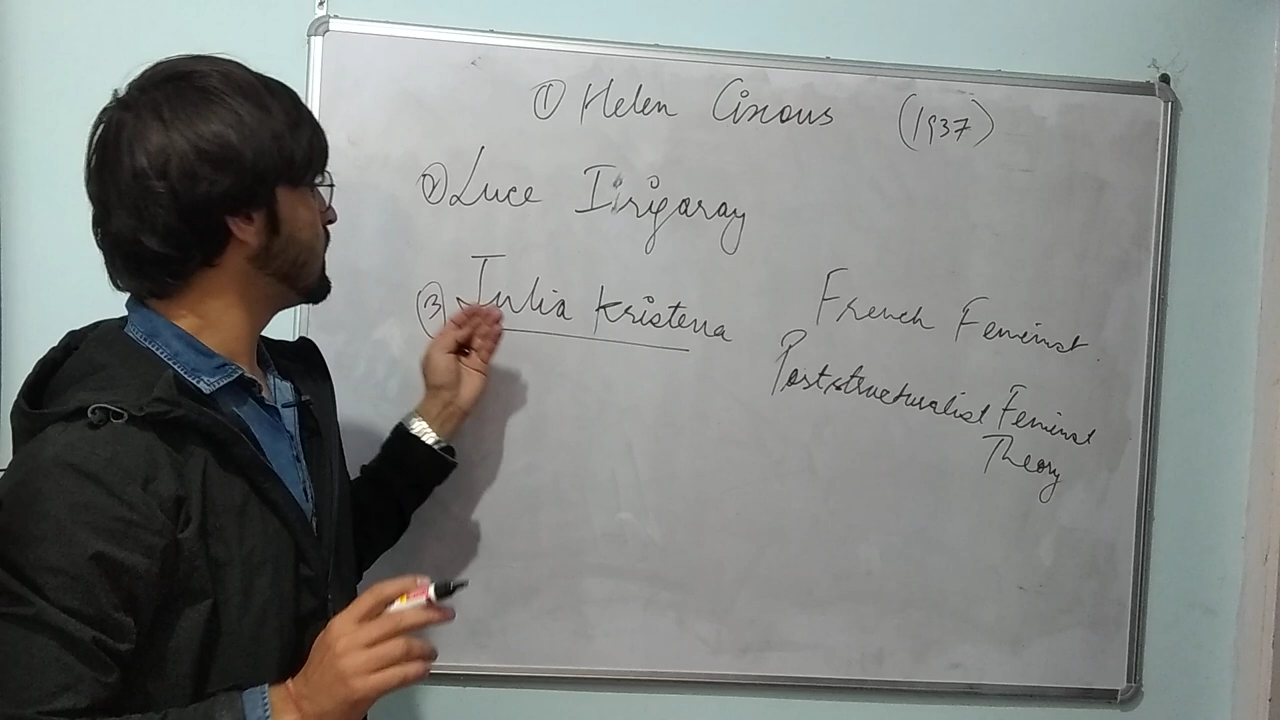 ① Helen Cixous (1937)
② Luce Irigaray
③ Julia Kristeva
French Feminist
Poststructuralist Feminist
Theory